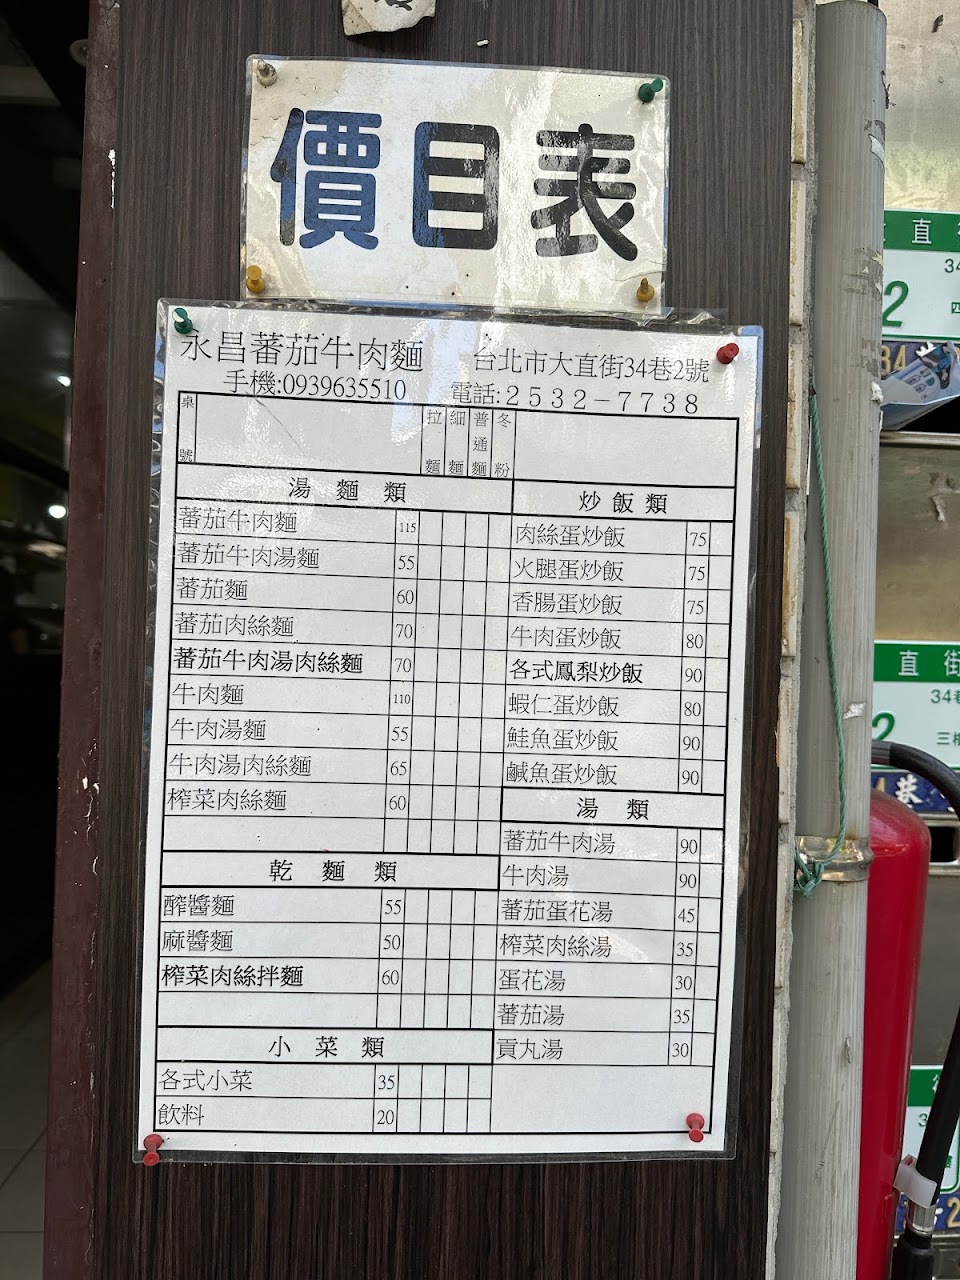 價目表
永昌蕃茄牛肉麵 台北市大直街34巷2號
手機:0939635510 電話:2532-7738
桌號 拉麵 細麵 普通麵 冬粉
湯麵類
蕃茄牛肉麵 115
蕃茄牛肉湯麵 55
蕃茄麵 60
蕃茄肉絲麵 70
蕃茄牛肉湯肉絲麵 70
牛肉麵 110
牛肉湯麵 55
牛肉湯肉絲麵 65
榨菜肉絲麵 60
乾麵類
醡醬麵 55
麻醬麵 50
榨菜肉絲拌麵 60
小菜類
各式小菜 35
飲料 20
炒飯類
肉絲蛋炒飯 75
火腿蛋炒飯 75
香腸蛋炒飯 75
牛肉蛋炒飯 80
各式鳳梨炒飯 90
蝦仁蛋炒飯 80
鮭魚蛋炒飯 90
鹹魚蛋炒飯 90
湯類
蕃茄牛肉湯 90
牛肉湯 90
蕃茄蛋花湯 45
榨菜肉絲湯 35
蛋花湯 30
蕃茄湯 35
貢丸湯 30
直
34
2
直街
34巷
2